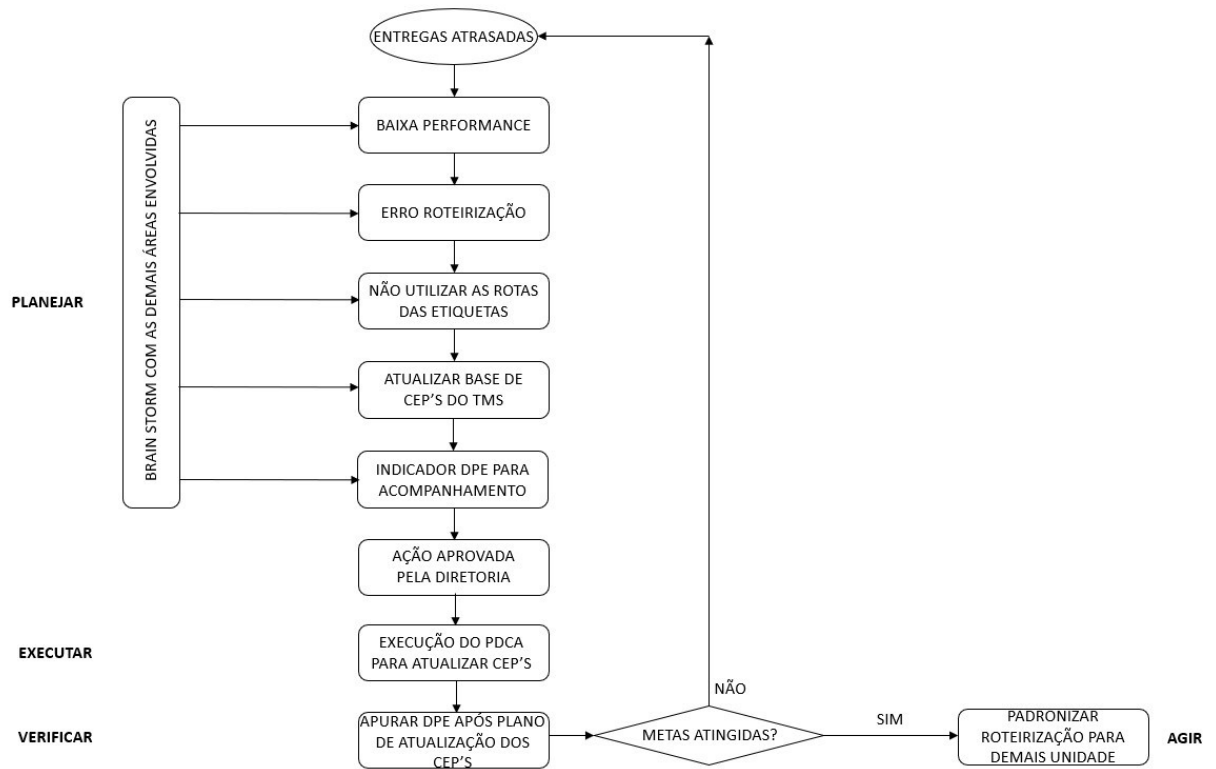 ENTREGAS ATRASADAS
BRAIN STORM COM AS DEMAIS ÁREAS ENVOLVIDAS
BAIXA PERFORMANCE
ERRO ROTEIRIZAÇÃO
PLANEJAR
NÃO UTILIZAR AS ROTAS
DAS ETIQUETAS
ATUALIZAR BASE DE
CEP'S DO TMS
INDICADOR DPE PARA
ACOMPANHAMENTO
AÇÃO APROVADA
PELA DIRETORIA
EXECUTAR
EXECUÇÃO DO PDCA
PARA ATUALIZAR CEP'S
VERIFICAR
APURAR DPE APÓS PLANO
DE ATUALIZAÇÃO DOS
CEP'S
METAS ATINGIDAS?
NÃO
SIM
PADRONIZAR
ROTEIRIZAÇÃO PARA
DEMAIS UNIDADE
AGIR